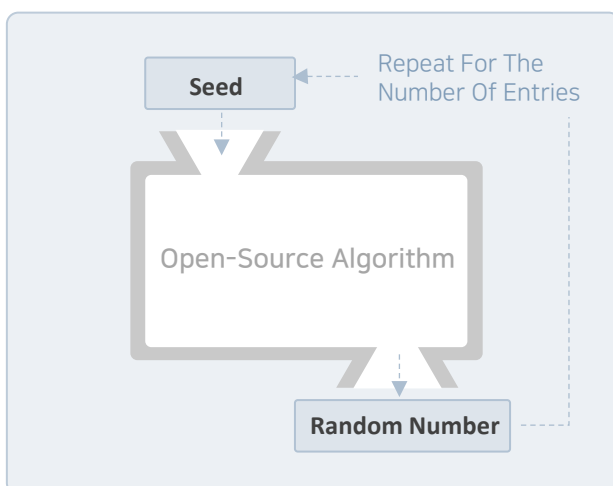 Seed
Repeat For The
Number Of Entries
Open-Source Algorithm
Random Number